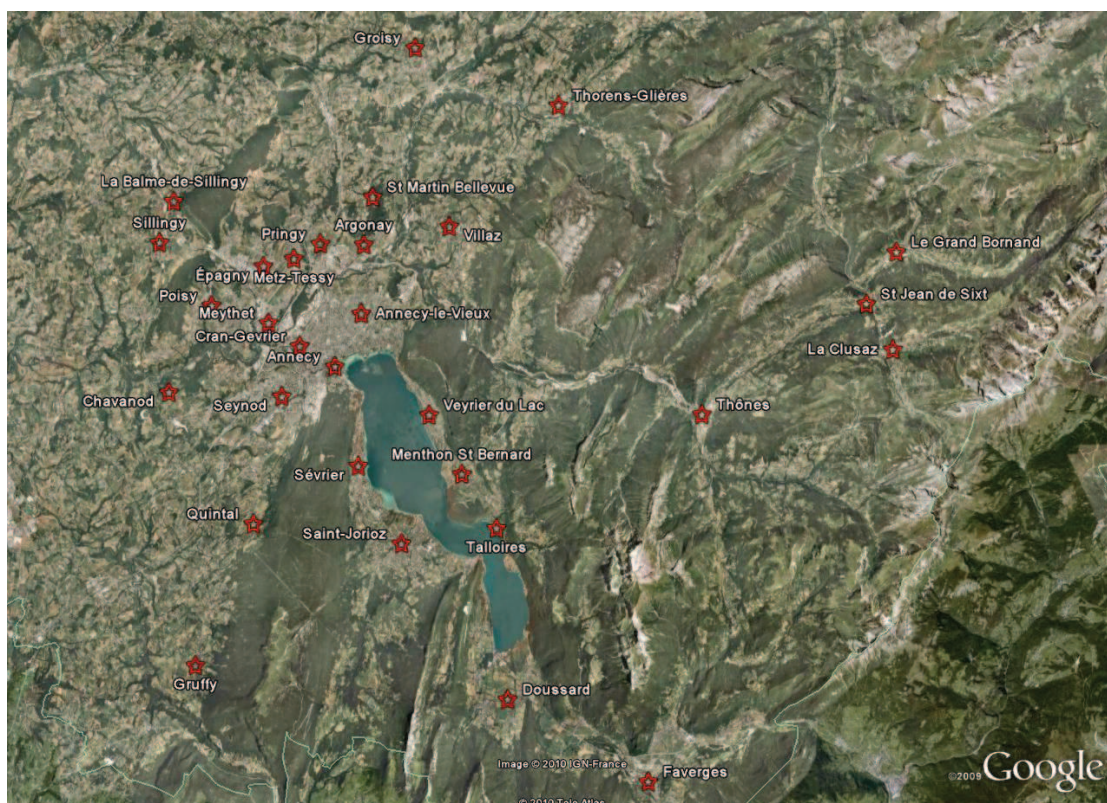 Groisy
Thorens-Glières
La Balme-de-Sillingy
St Martin Bellevue
Sillingy
Pringy
Argonay
Villaz
Le Grand Bornand
Épagny
Metz-Tessy
Poisy
St Jean de Sixt
Meythet
Annecy-le-Vieux
Cran-Gevrier
La Clusaz
Annecy
Chavanod
Seynod
Veyrier du Lac
Thônes
Menthon St Bernard
Sévrier
Quintal
Saint-Jorioz
Talloires
Gruffy
Doussard
Image © 2010 IGN-France
Faverges
©2009 Google
© 2010 Tele Atlas